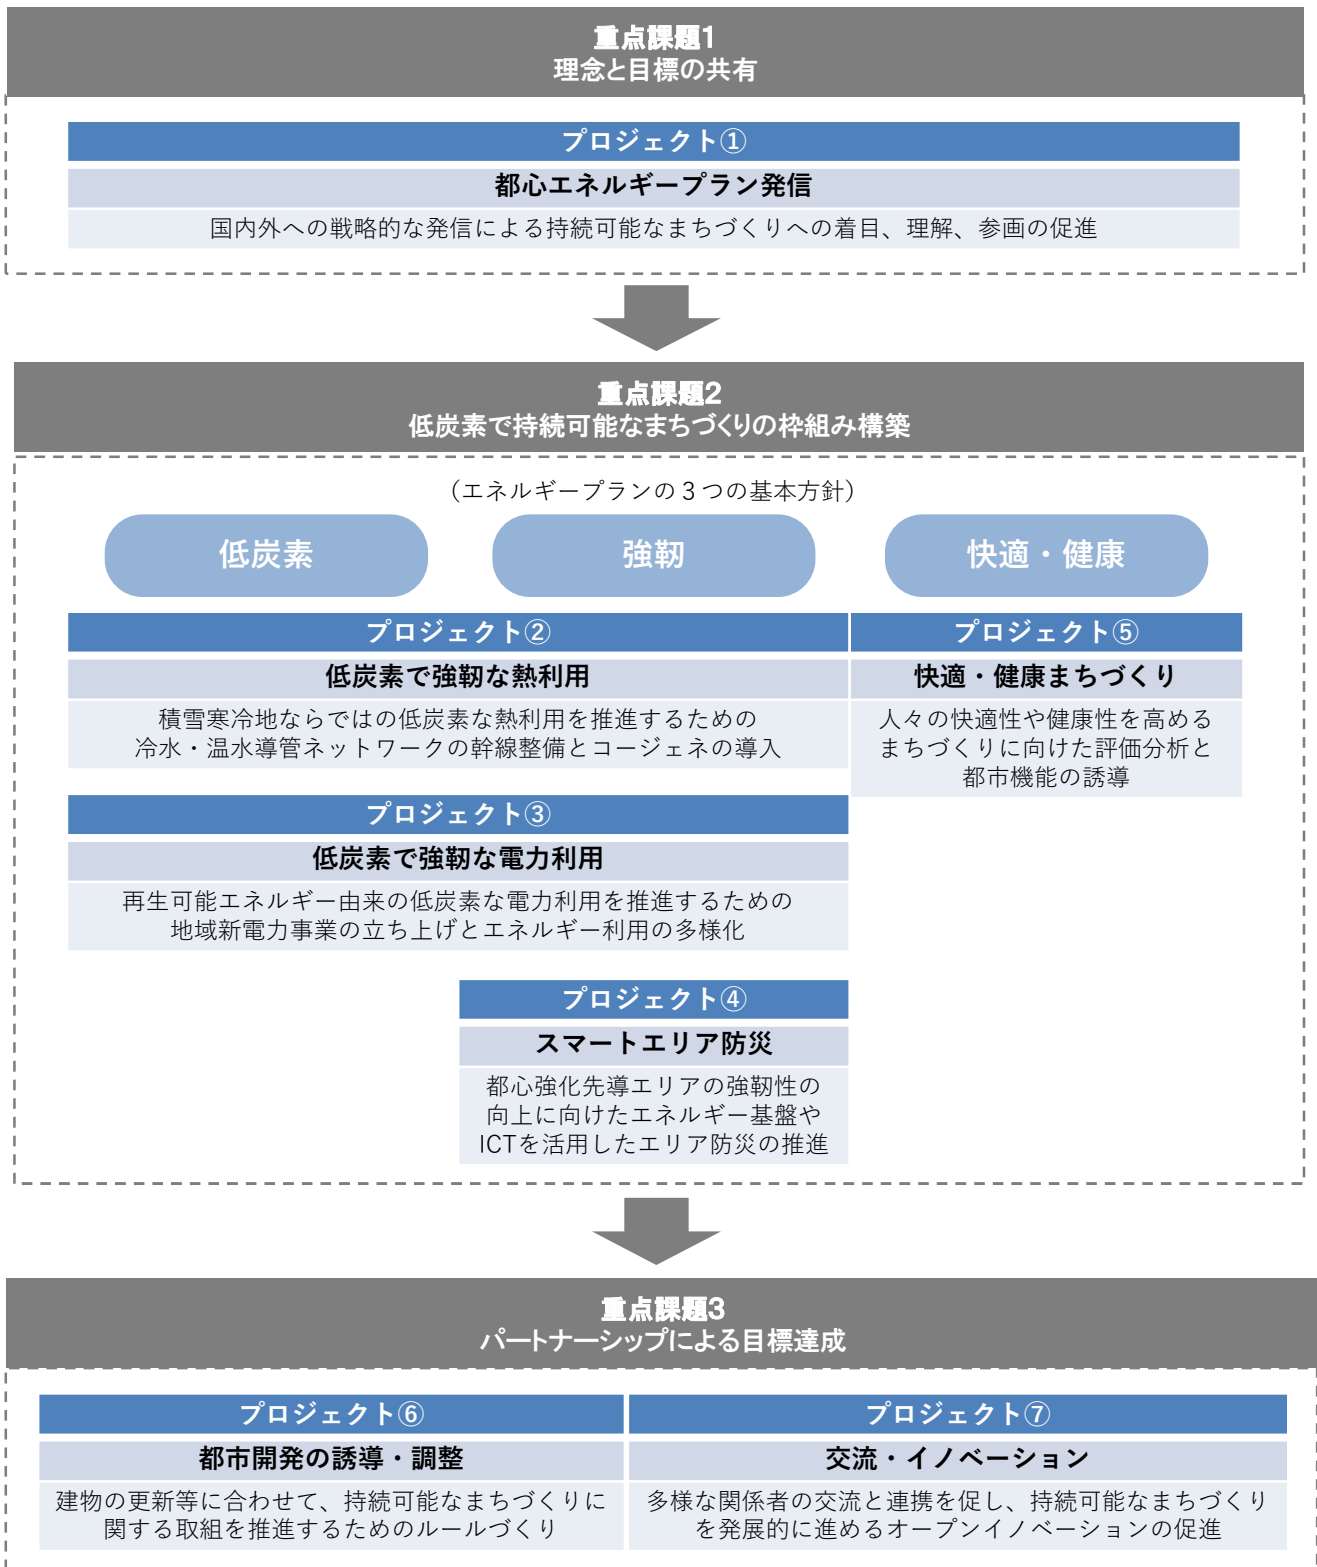 重点課題1
理念と目標の共有
プロジェクト①
都心エネルギープラン発信
国内外への戦略的な発信による持続可能なまちづくりへの着目、理解、参画の促進
重点課題2
低炭素で持続可能なまちづくりの枠組み構築
（エネルギープランの３つの基本方針）
低炭素
強靭
快適・健康
プロジェクト②
低炭素で強靭な熱利用
積雪寒冷地ならではの低炭素な熱利用を推進するための
冷水・温水導管ネットワークの幹線整備とコージェネの導入
プロジェクト⑤
快適・健康まちづくり
人々の快適性や健康性を高める
まちづくりに向けた評価分析と
都市機能の誘導
プロジェクト③
低炭素で強靭な電力利用
再生可能エネルギー由来の低炭素な電力利用を推進するための
地域新電力事業の立ち上げとエネルギー利用の多様化
プロジェクト④
スマートエリア防災
都心強化先導エリアの強靭性の
向上に向けたエネルギー基盤や
ICTを活用したエリア防災の推進
重点課題3
パートナーシップによる目標達成
プロジェクト⑥
都市開発の誘導・調整
建物の更新等に合わせて、持続可能なまちづくりに
関する取組を推進するためのルールづくり
プロジェクト⑦
交流・イノベーション
多様な関係者の交流と連携を促し、持続可能なまちづくり
を発展的に進めるオープンイノベーションの促進